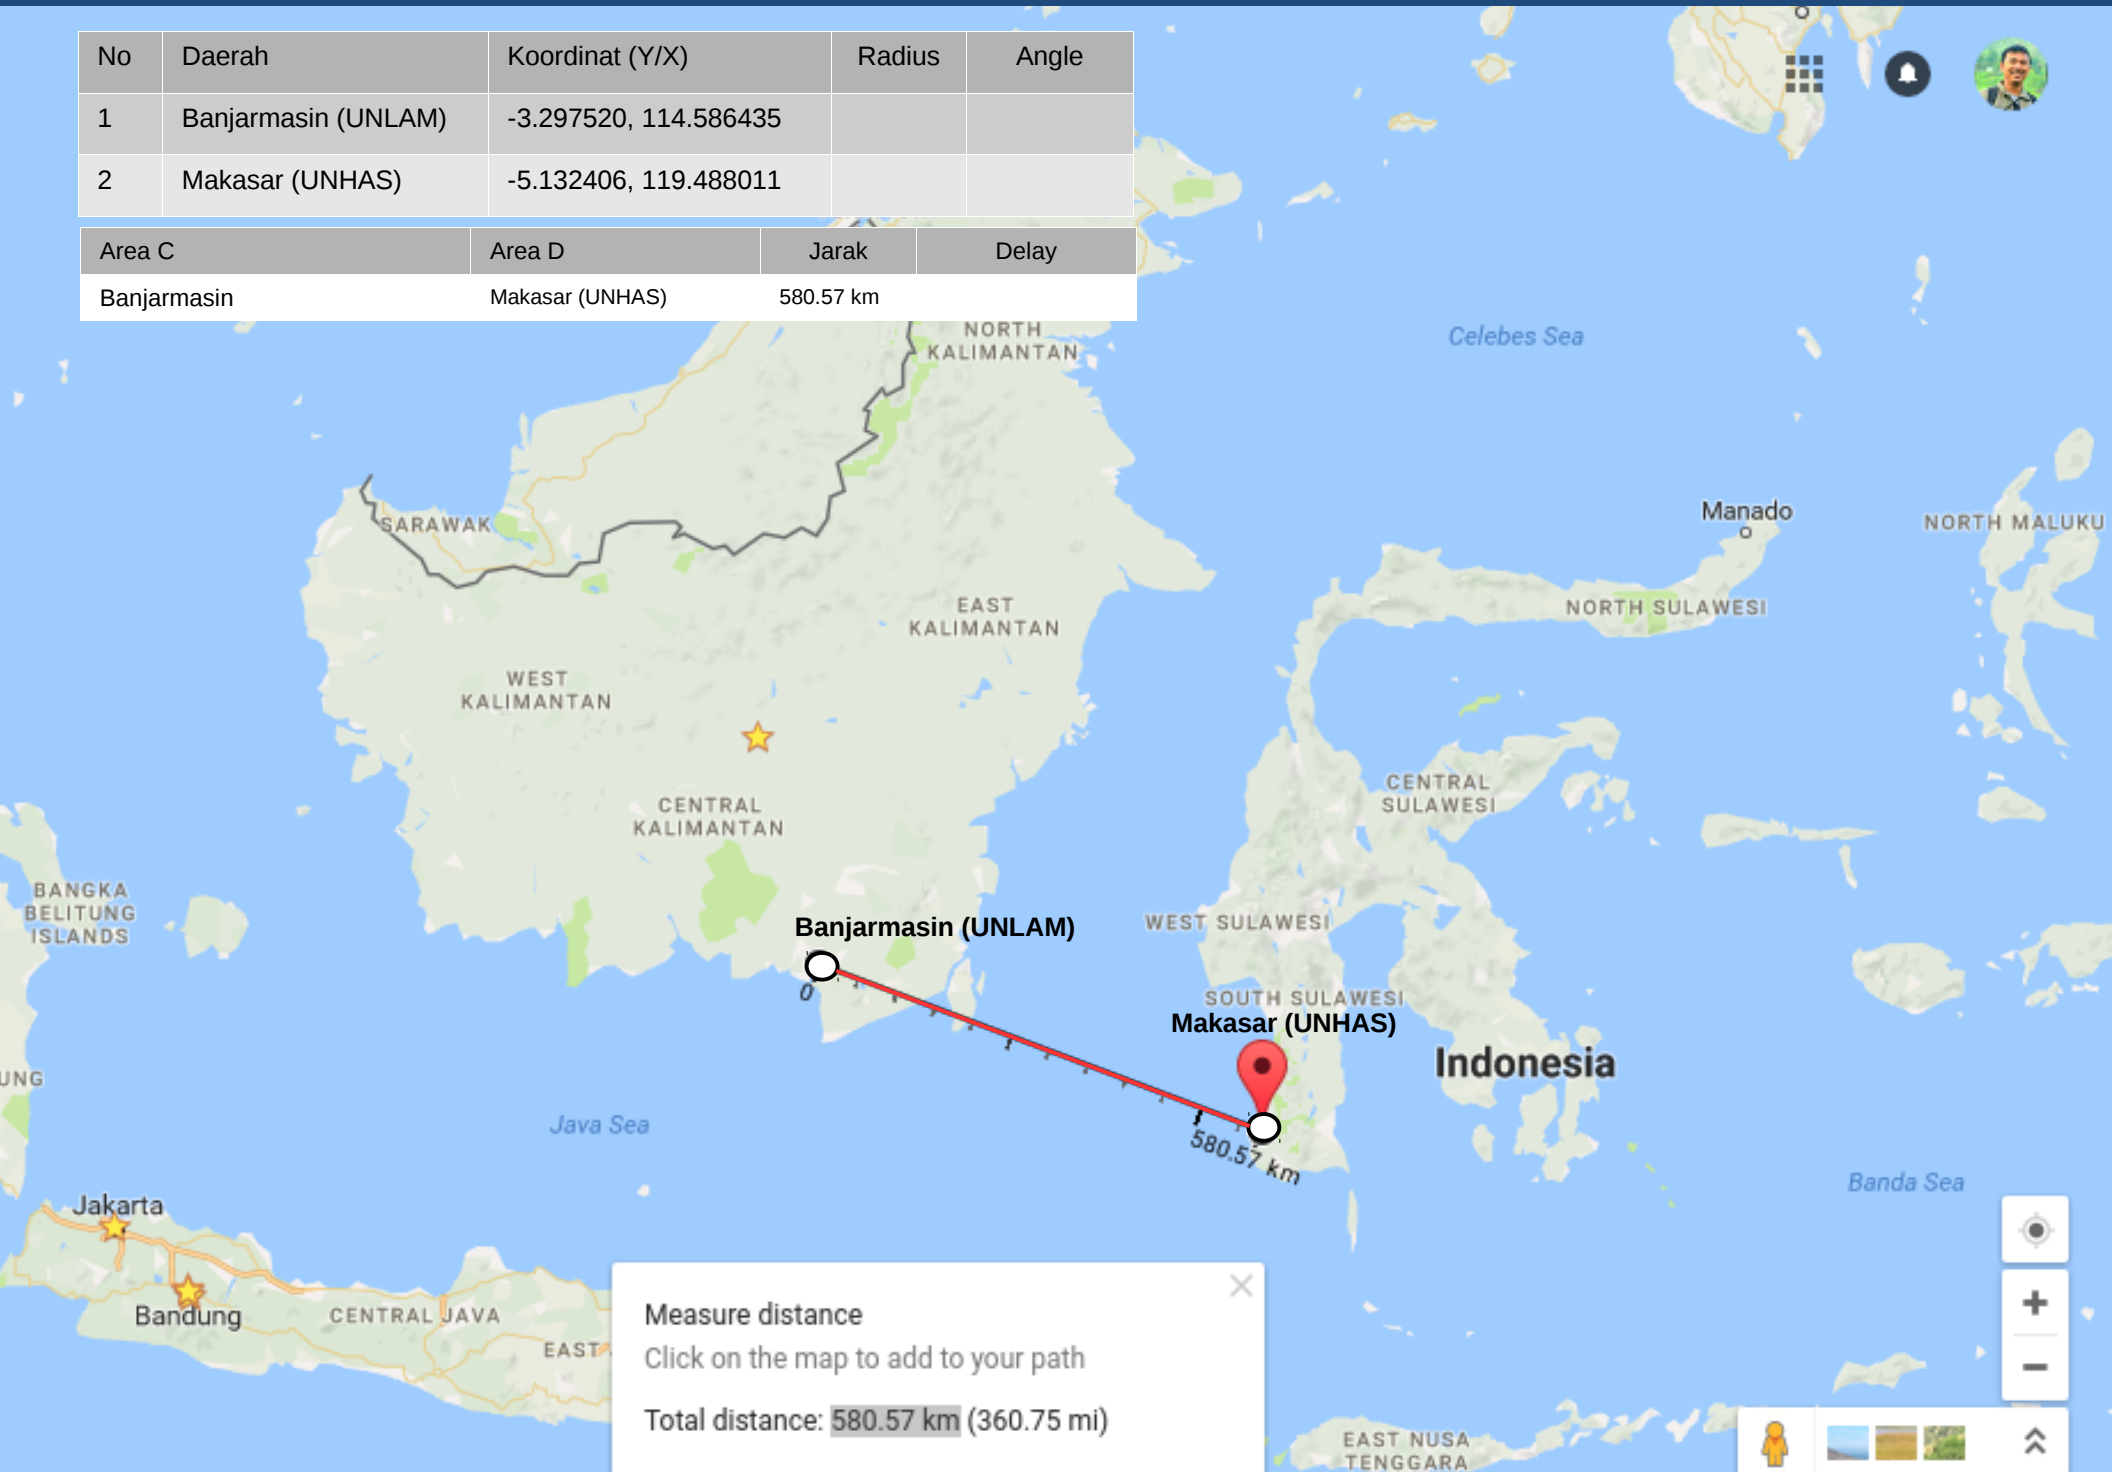 No Daerah Koordinat (Y/X) Radius Angle
1 Banjarmasin (UNLAM) -3.297520, 114.586435
2 Makasar (UNHAS) -5.132406, 119.488011
Area C Area D Jarak Delay
Banjarmasin Makasar (UNHAS) 580.57 km
NORTH
KALIMANTAN
Celebes Sea
Manado
NORTH MALUKU
SARAWAK
EAST
KALIMANTAN
NORTH SULAWESI
WEST
KALIMANTAN
CENTRAL
SULAWESI
CENTRAL
KALIMANTAN
BANGKA
BELITUNG
ISLANDS
Banjarmasin (UNLAM)
WEST SULAWESI
0
SOUTH SULAWESI
Makasar (UNHAS)
Indonesia
UNG
Java Sea
580.57 km
Banda Sea
Jakarta
Bandung
CENTRAL JAVA
EAST
Measure distance
Click on the map to add to your path
Total distance: 580.57 km (360.75 mi)
EAST NUSA
TENGGARA